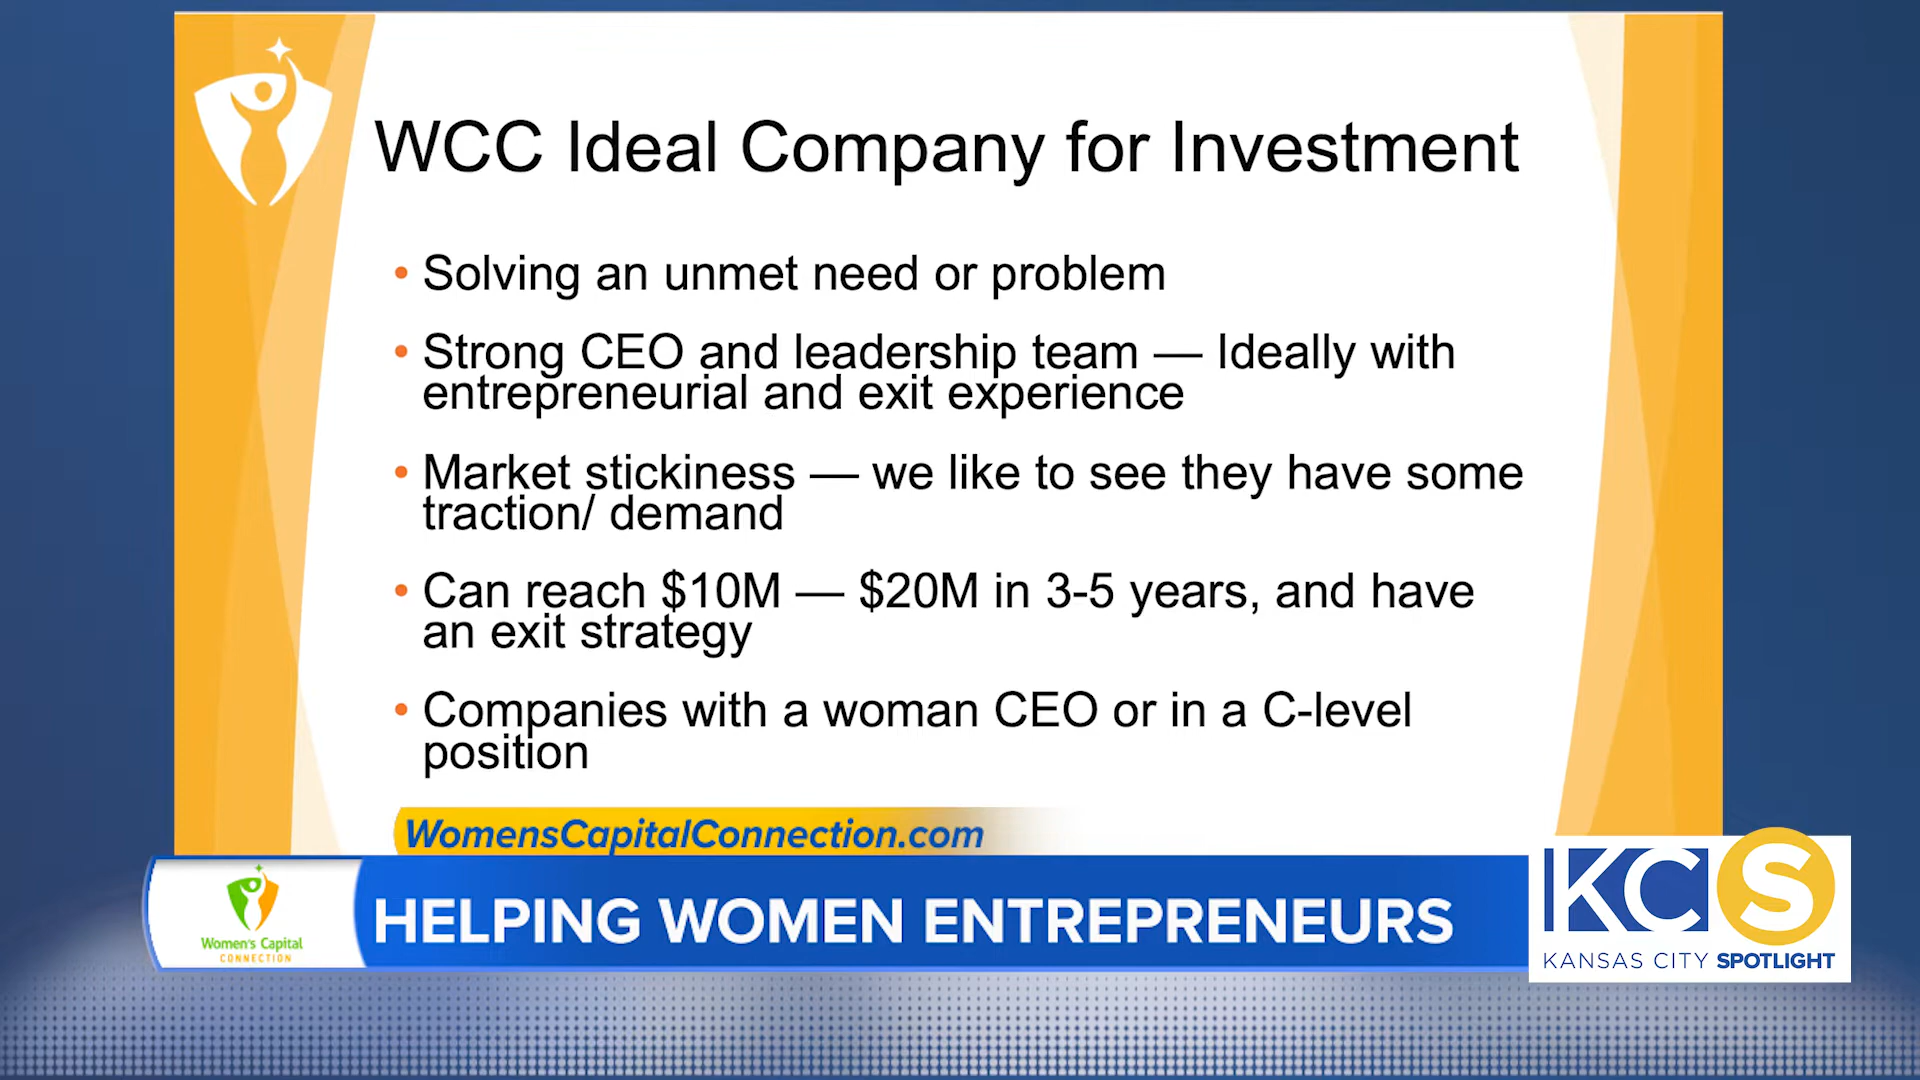 WCC Ideal Company for Investment
• Solving an unmet need or problem
• Strong CEO and leadership team — Ideally with
entrepreneurial and exit experience
• Market stickiness — we like to see they have some
traction/ demand
• Can reach $10M — $20M in 3-5 years, and have
an exit strategy
• Companies with a woman CEO or in a C-level
position
WomensCapitalConnection.com
Women's Capital
CONNECTION
HELPING WOMEN ENTREPRENEURS
KCS
KANSAS CITY SPOTLIGHT